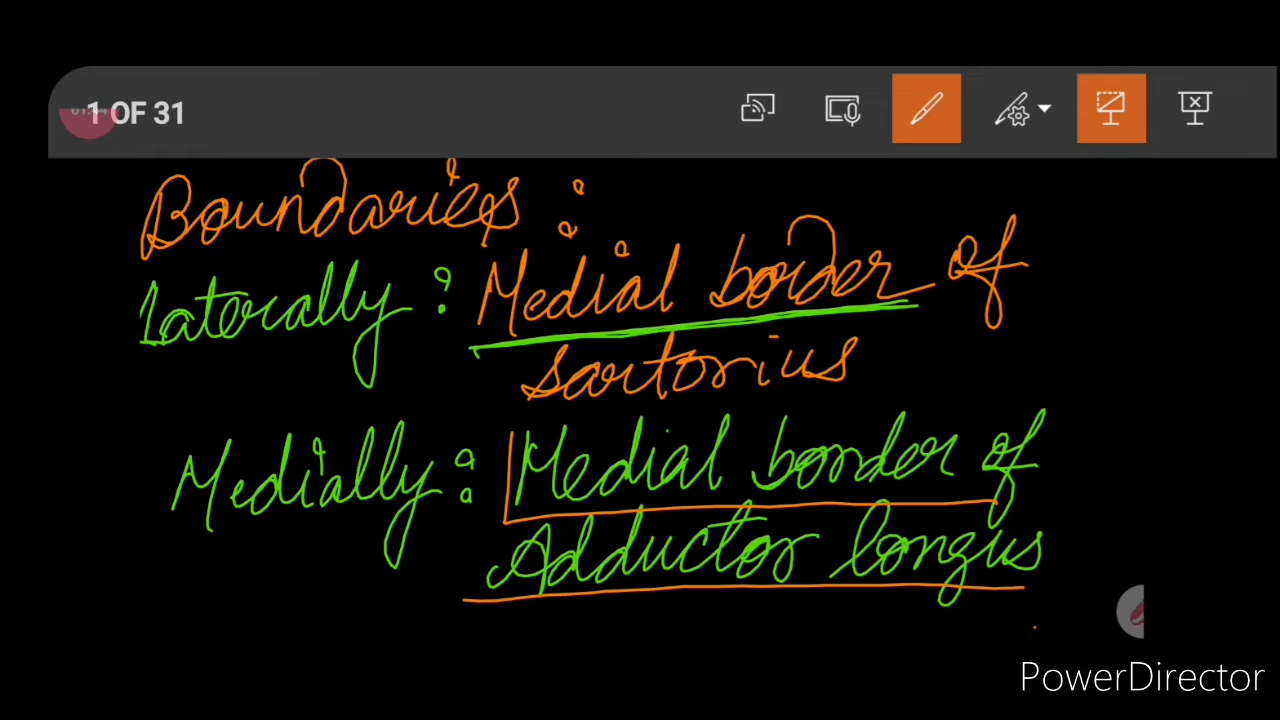 1 OF 31
Boundaries :
Laterally : Medial border of
Sartorius
Medially : Medial border of
Adductor longus
PowerDirector